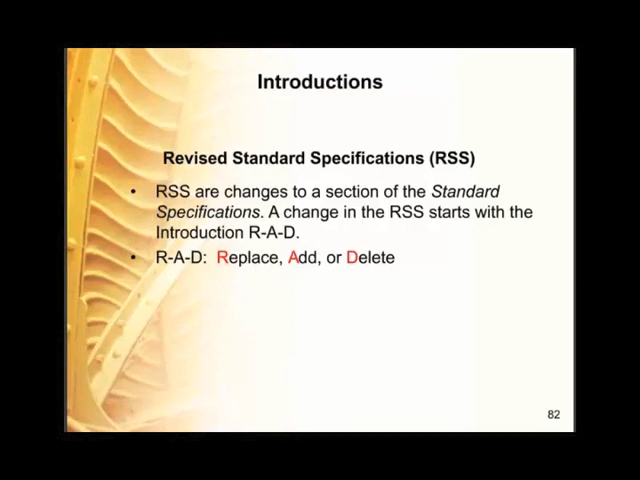 Introductions
Revised Standard Specifications (RSS)
• RSS are changes to a section of the Standard
Specifications. A change in the RSS starts with the
Introduction R-A-D.
• R-A-D: Replace, Add, or Delete
82